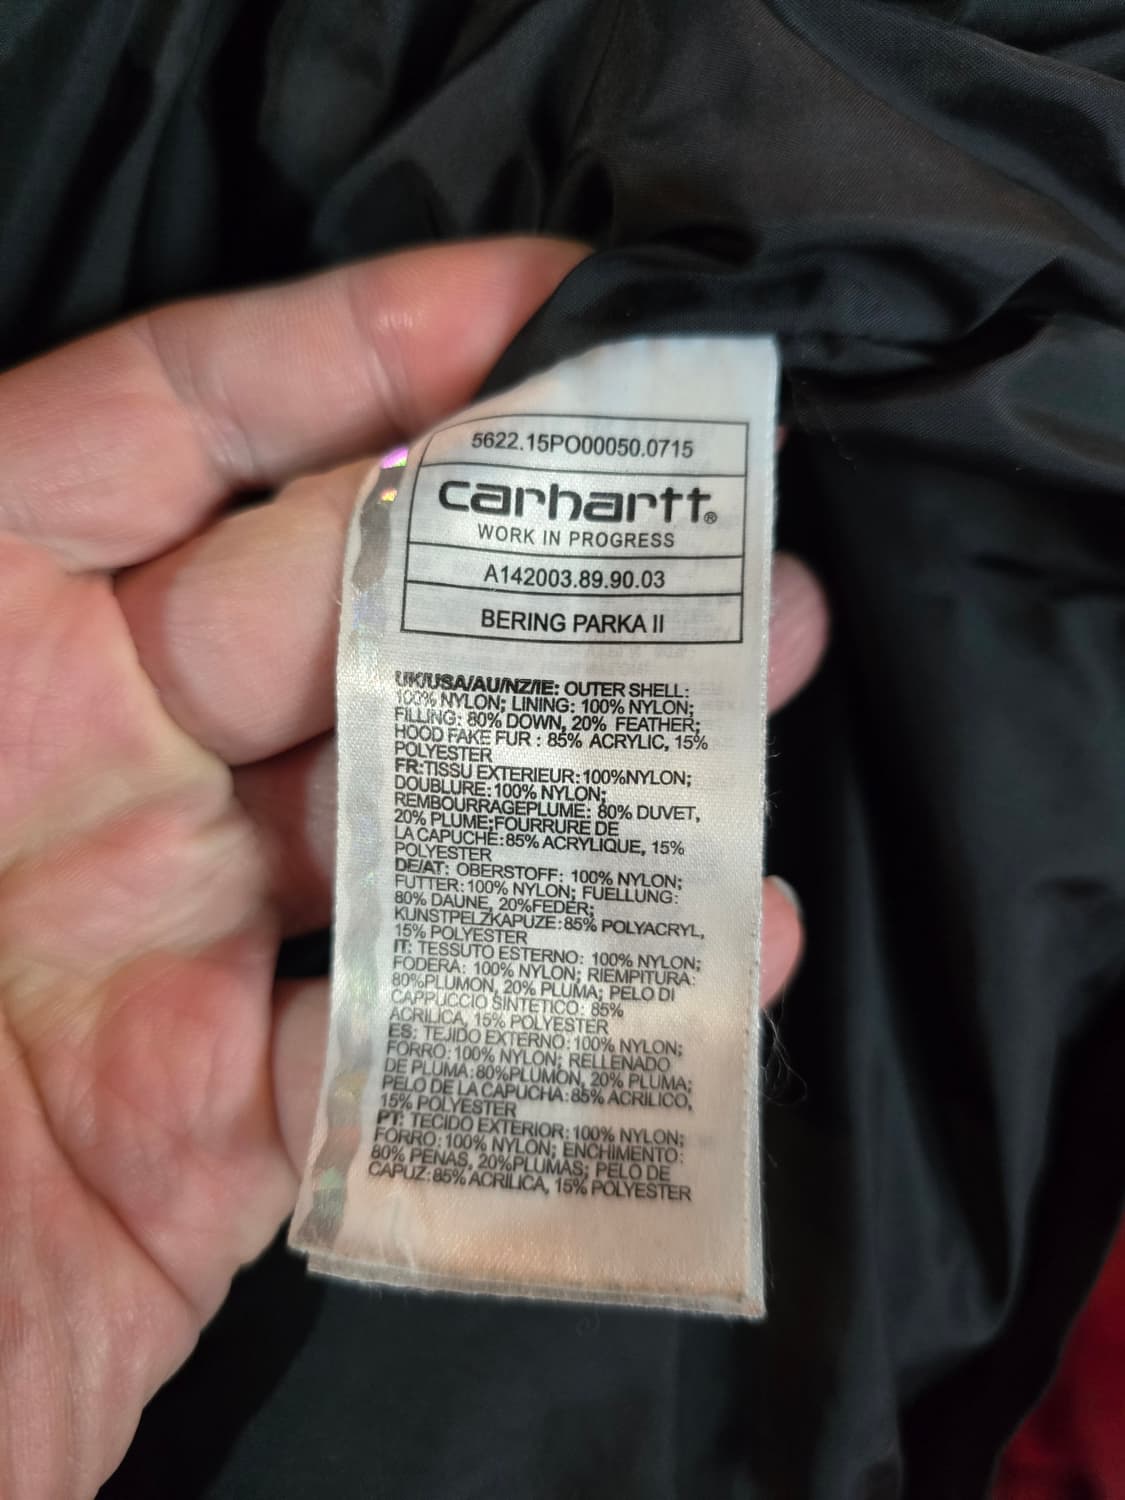 5622.15PO00050.0715
carhartt®
WORK IN PROGRESS
A142003.89.90.03
BERING PARKA II
UK/USA/AU/NZ/IE: OUTER SHELL:
100% NYLON; LINING: 100% NYLON;
FILLING: 80% DOWN, 20% FEATHER;
HOOD FAKE FUR : 85% ACRYLIC, 15%
POLYESTER
FR:TISSU EXTERIEUR:100%NYLON;
DOUBLURE:100% NYLON;
REMBOURRAGEPLUME: 80% DUVET,
20% PLUME;FOURRURE DE
LA CAPUCHE:85% ACRYLIQUE, 15%
POLYESTER
DE/AT: OBERSTOFF: 100% NYLON;
FUTTER:100% NYLON; FUELLUNG:
80% DAUNE, 20%FEDER;
KUNSTPELZKAPUZE:85% POLYACRYL,
15% POLYESTER
IT: TESSUTO ESTERNO: 100% NYLON;
FODERA: 100% NYLON; RIEMPITURA:
80%PLUMON, 20% PLUMA; PELO DI
CAPPUCCIO SINTETICO: 85%
ACRILICA, 15% POLYESTER
ES: TEJIDO EXTERNO:100% NYLON;
FORRO:100% NYLON; RELLENADO
DE PLUMA:80%PLUMON, 20% PLUMA;
PELO DE LA CAPUCHA:85% ACRILICO,
15% POLYESTER
PT: TECIDO EXTERIOR:100% NYLON;
FORRO:100% NYLON; ENCHIMENTO:
80% PENAS, 20%PLUMAS; PELO DE
CAPUZ:85% ACRILICA, 15% POLYESTER